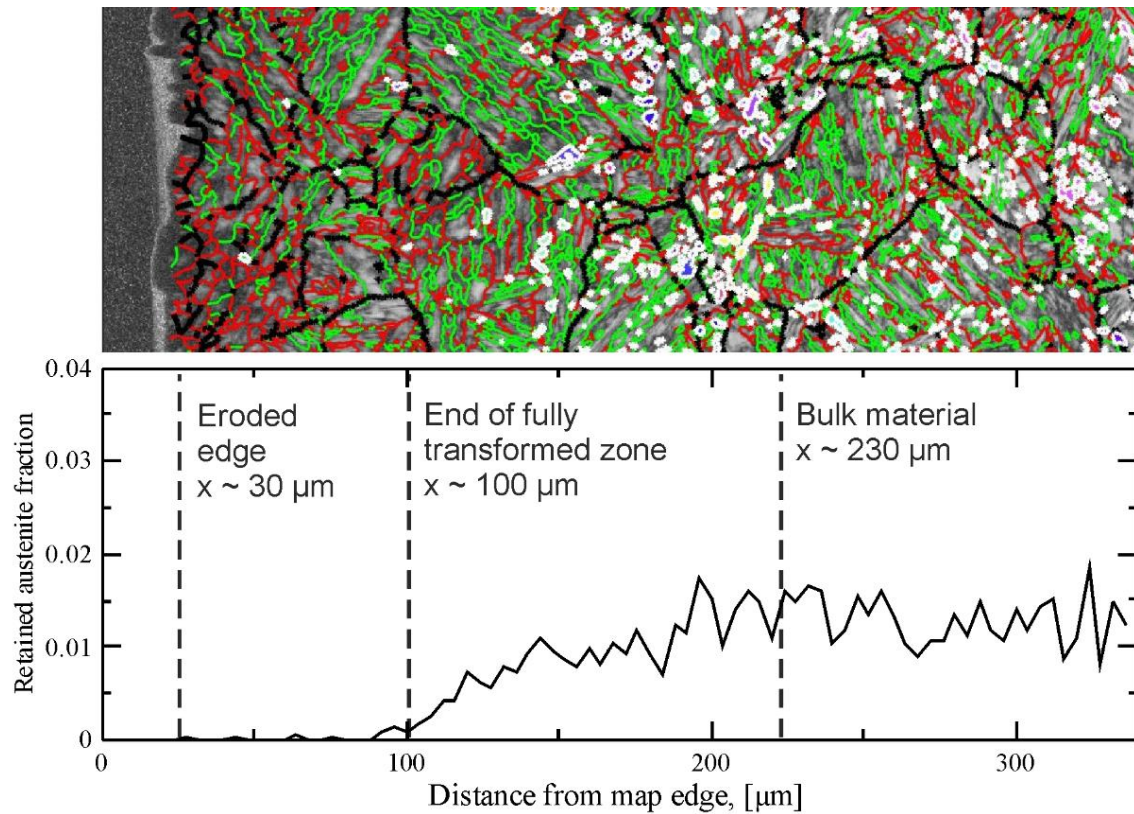 0.04
0.03
0.02
0.01
0
Retained austenite fraction
Eroded
edge
x ~ 30 µm
End of fully
transformed zone
x ~ 100 µm
Bulk material
x ~ 230 µm
0
100
200
300
Distance from map edge, [µm]